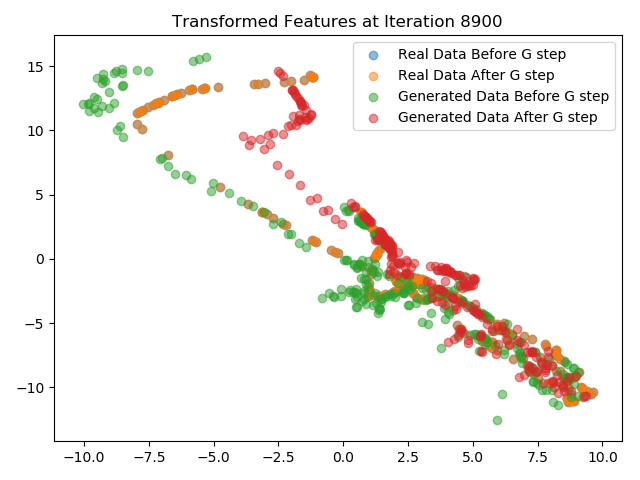 Transformed Features at Iteration 8900
Real Data Before G step
Real Data After G step
Generated Data Before G step
Generated Data After G step
15
10
5
0
−5
−10
−10.0 −7.5 −5.0 −2.5 0.0 2.5 5.0 7.5 10.0